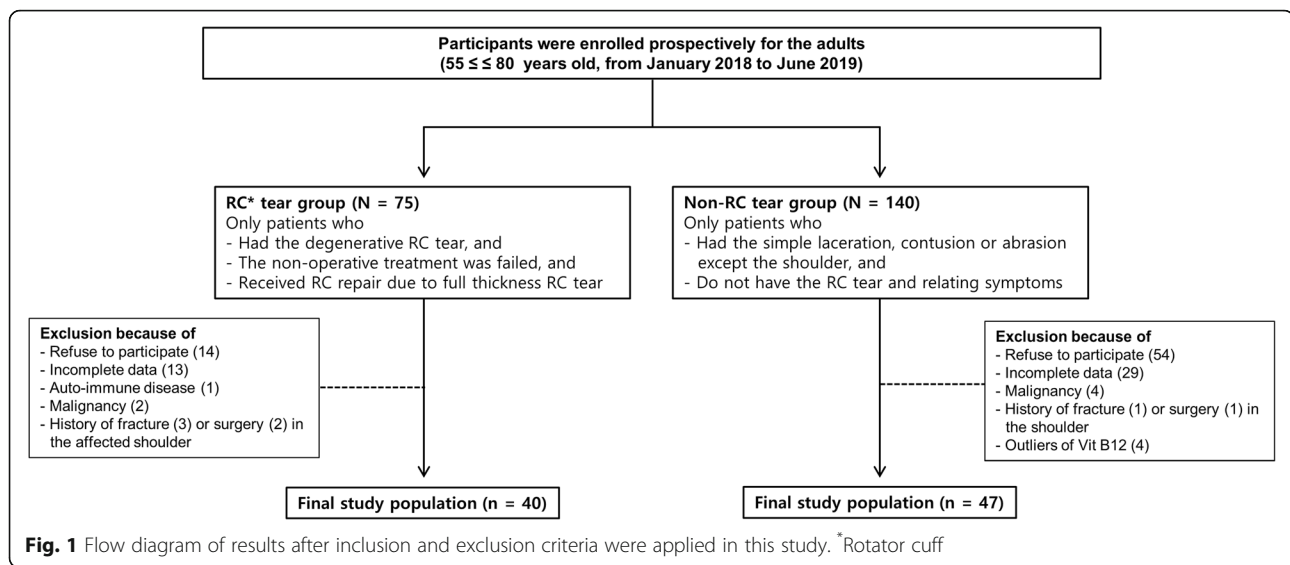 Participants were enrolled prospectively for the adults
(55 ≤ ≤ 80 years old, from January 2018 to June 2019)
RC* tear group (N = 75)
Only patients who
- Had the degenerative RC tear, and
- The non-operative treatment was failed, and
- Received RC repair due to full thickness RC tear
Non-RC tear group (N = 140)
Only patients who
- Had the simple laceration, contusion or abrasion
except the shoulder, and
- Do not have the RC tear and relating symptoms
Exclusion because of
- Refuse to participate (14)
- Incomplete data (13)
- Auto-immune disease (1)
- Malignancy (2)
- History of fracture (3) or surgery (2) in
the affected shoulder
Exclusion because of
- Refuse to participate (54)
- Incomplete data (29)
- Malignancy (4)
- History of fracture (1) or surgery (1) in
the shoulder
- Outliers of Vit B12 (4)
Final study population (n = 40)
Final study population (n = 47)
Fig. 1 Flow diagram of results after inclusion and exclusion criteria were applied in this study. *Rotator cuff